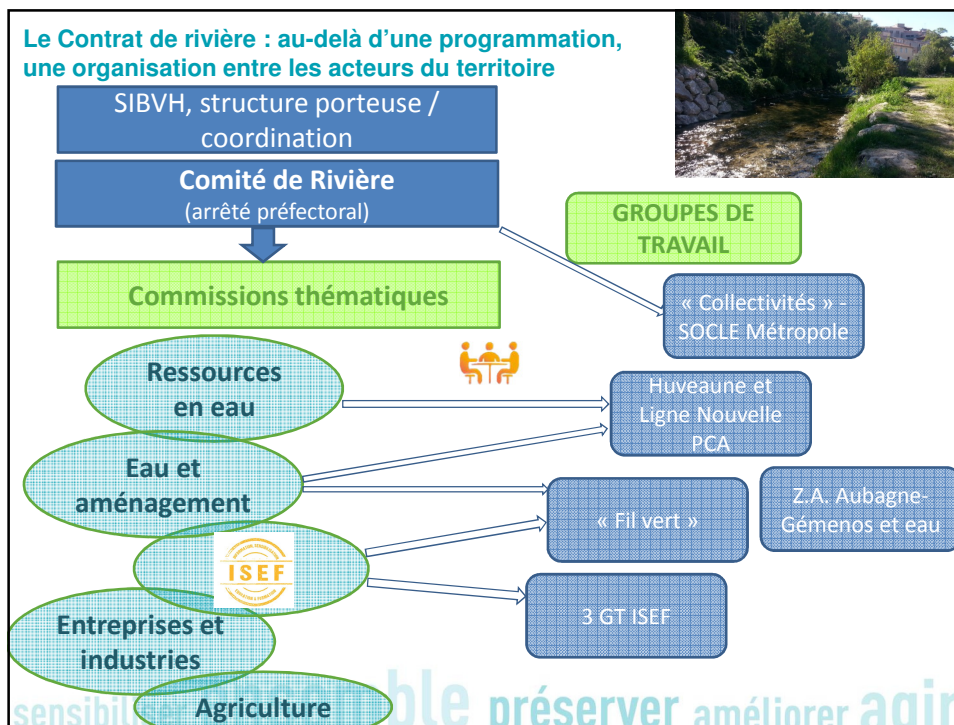 Le Contrat de rivière : au-delà d’une programmation,
une organisation entre les acteurs du territoire
SIBVH, structure porteuse /
coordination
Comité de Rivière
(arrêté préfectoral)
GROUPES DE
TRAVAIL
Commissions thématiques
« Collectivités » -
SOCLE Métropole
Ressources
en eau
Huveaune et
Ligne Nouvelle
PCA
Eau et
aménagement
« Fil vert »
Z.A. Aubagne-
Gémenos et eau
ISEF
3 GT ISEF
Entreprises et
industries
Agriculture
préserver améliorer agir